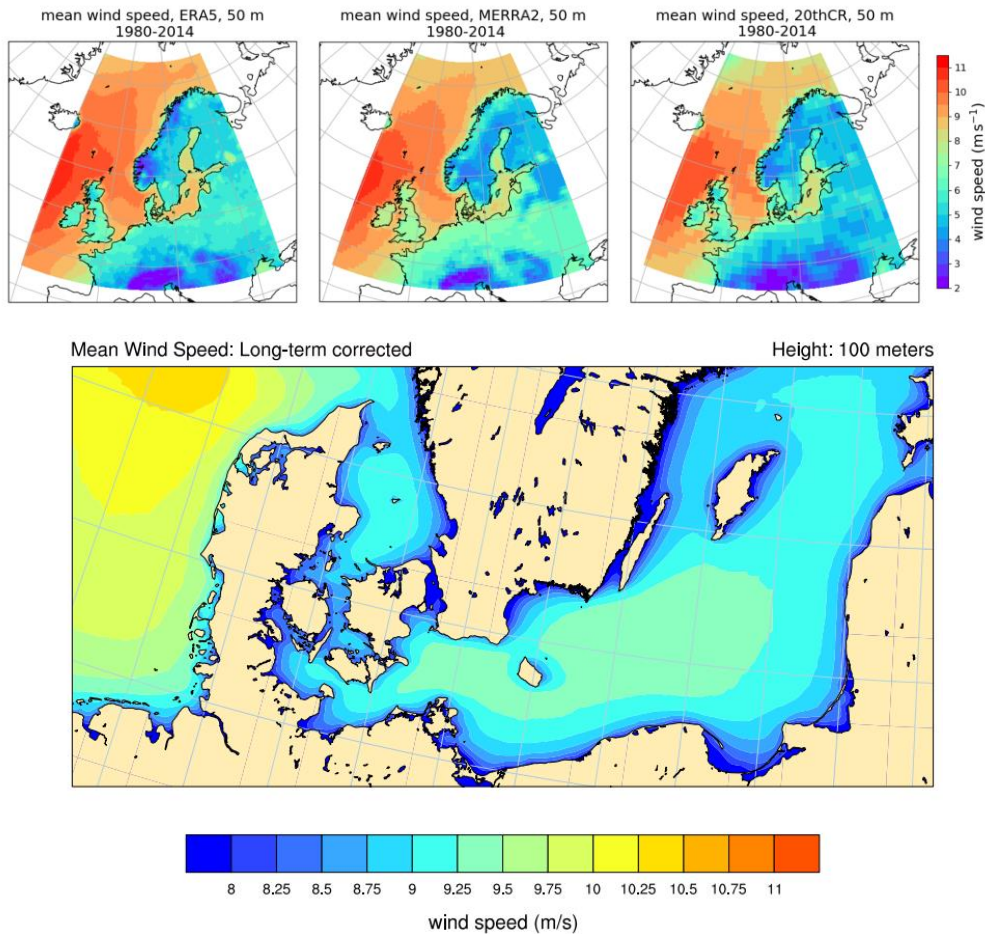 mean wind speed, ERA5, 50 m
1980-2014
mean wind speed, MERRA2, 50 m
1980-2014
mean wind speed, 20thCR, 50 m
1980-2014
11
10
9
8
7
6
5
4
3
2
wind speed (m s⁻¹)
Mean Wind Speed: Long-term corrected
Height: 100 meters
8 8.25 8.5 8.75 9 9.25 9.5 9.75 10 10.25 10.5 10.75 11
wind speed (m/s)